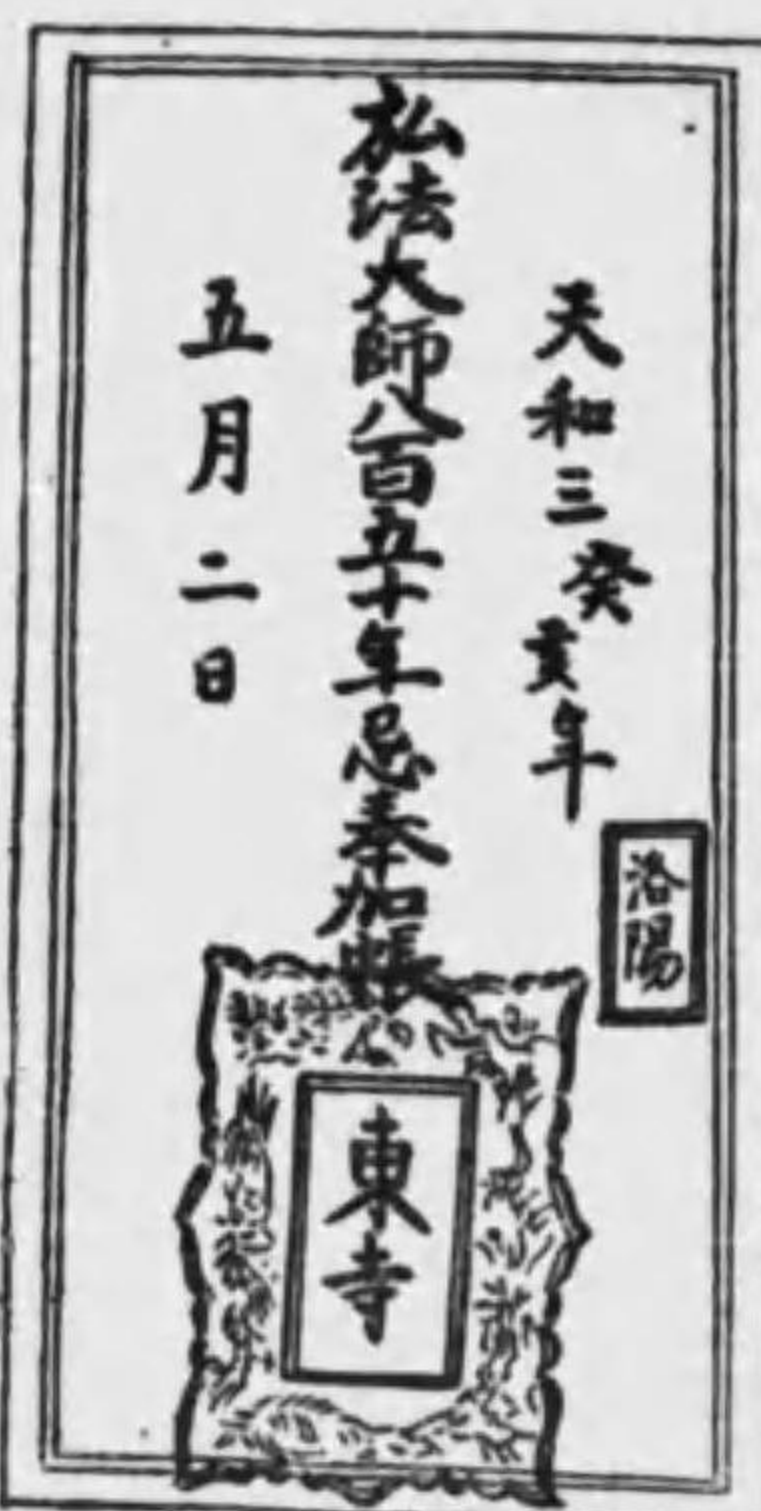 洛陽
天和三癸亥年
弘法大師八百五十年忌奉加帳
五月二日
東寺